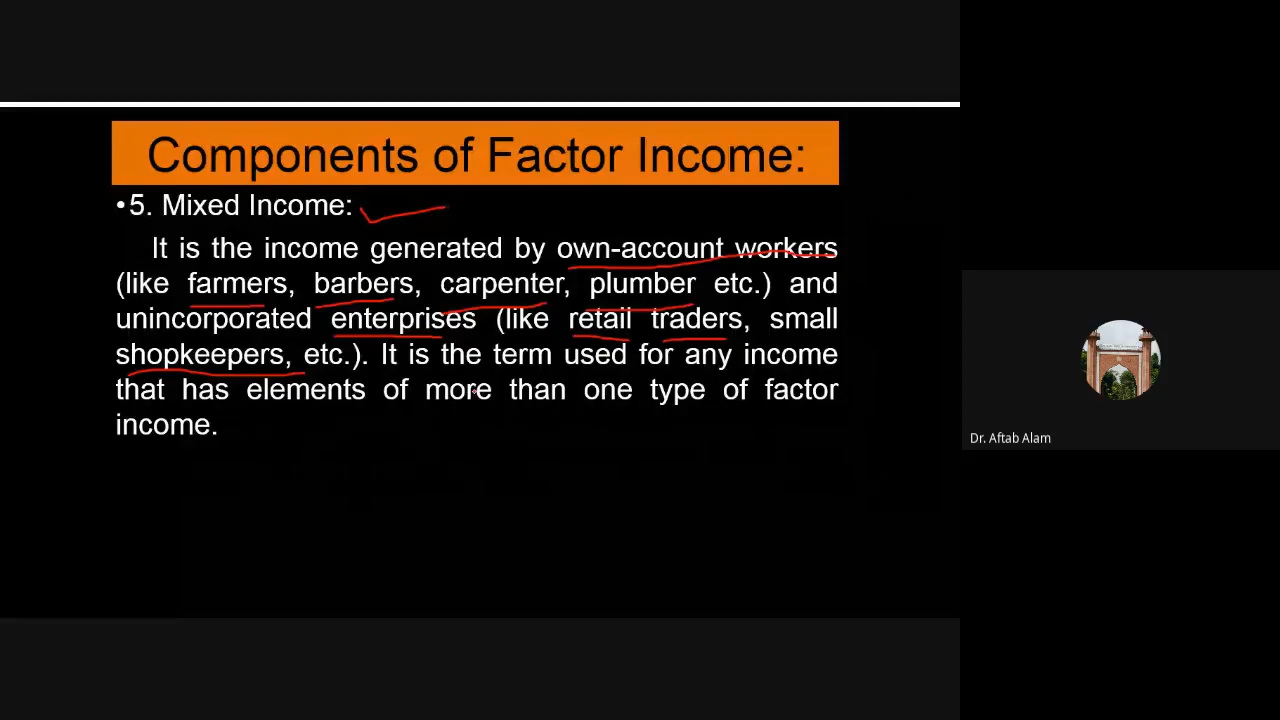 Components of Factor Income:
•5. Mixed Income:
It is the income generated by own-account workers
(like farmers, barbers, carpenter, plumber etc.) and
unincorporated enterprises (like retail traders, small
shopkeepers, etc.). It is the term used for any income
that has elements of more than one type of factor
income.
Dr. Aftab Alam